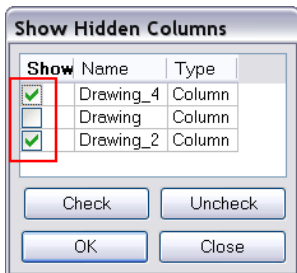 Show Hidden Columns
Show Name Type
Drawing_4 Column
Drawing Column
Drawing_2 Column
Check Uncheck
OK Close